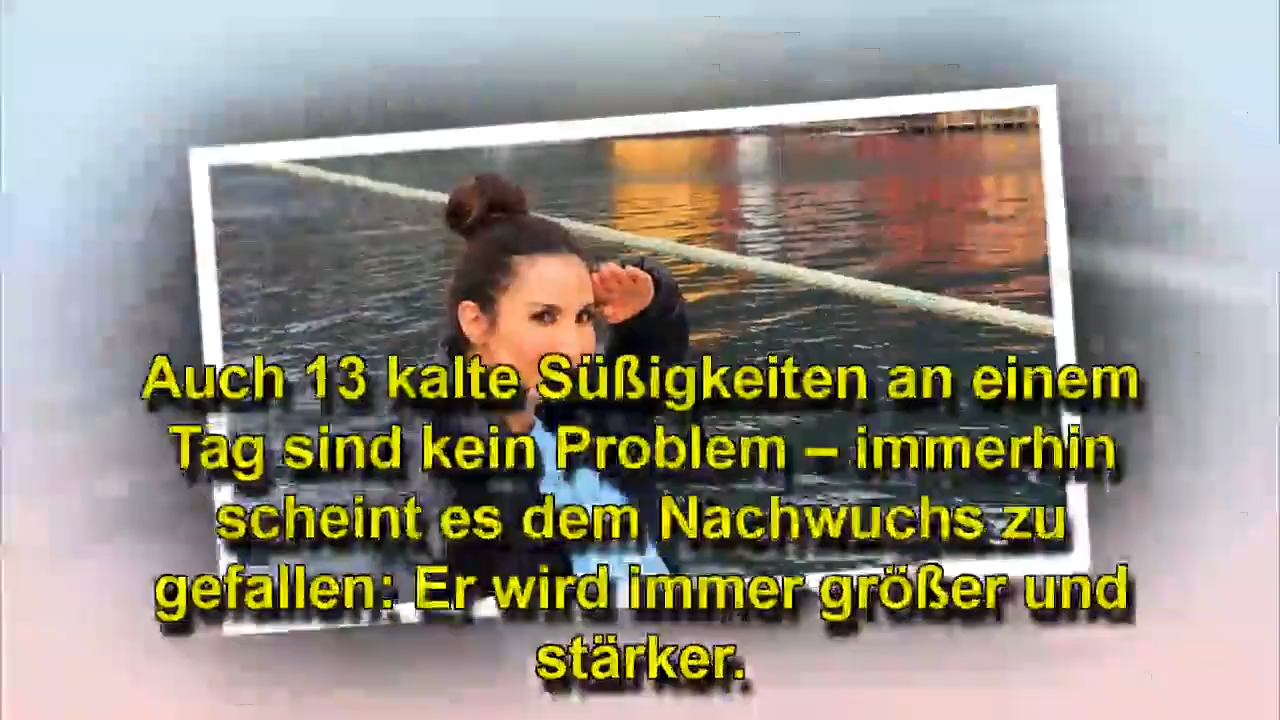 Auch 13 kalte Süßigkeiten an einem
Tag sind kein Problem – immerhin
scheint es dem Nachwuchs zu
gefallen: Er wird immer größer und
stärker.